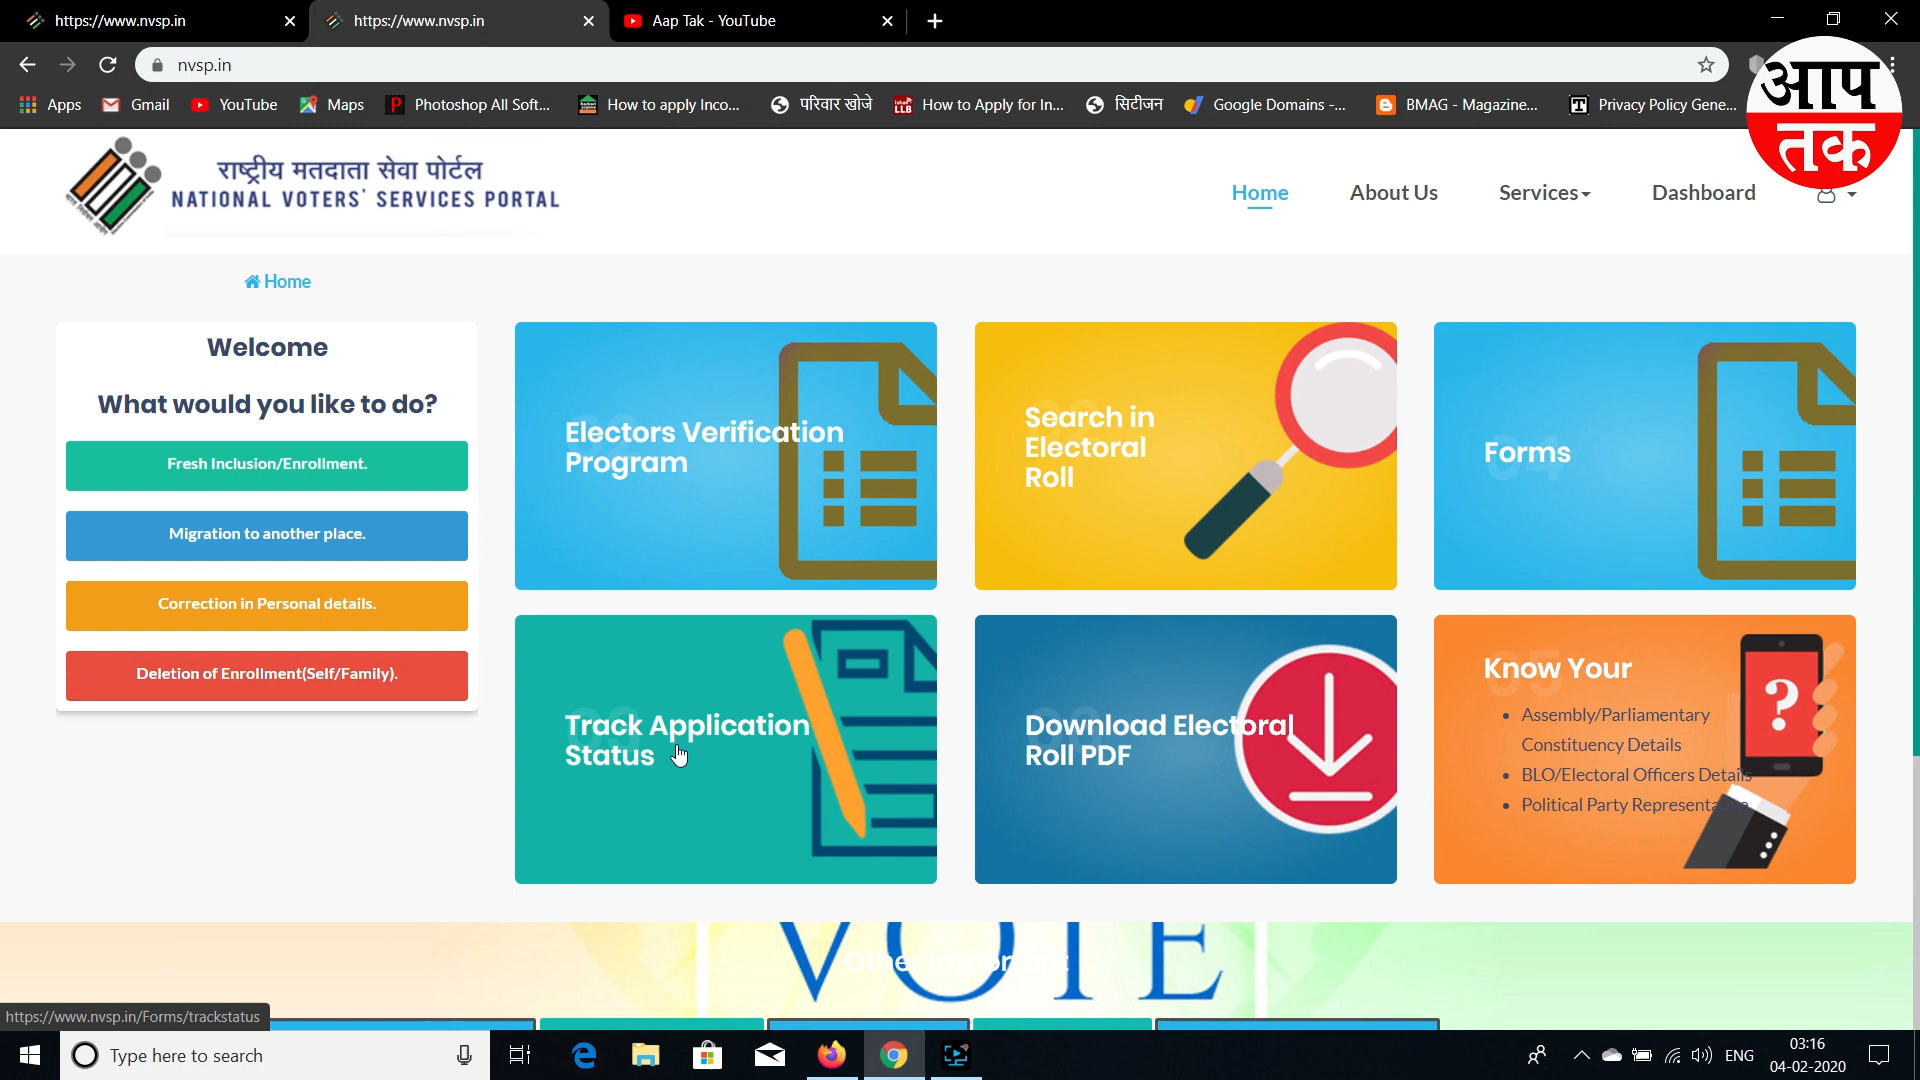 https://www.nvsp.in
https://www.nvsp.in
Aap Tak - YouTube
nvsp.in
Apps
Gmail
YouTube
Maps
Photoshop All Soft...
How to apply Inco...
परिवार खोजे
How to Apply for In...
सिटीजन
Google Domains -...
BMAG - Magazine...
Privacy Policy Gene...
आप
तक
राष्ट्रीय मतदाता सेवा पोर्टल
NATIONAL VOTERS' SERVICES PORTAL
Home
About Us
Services
Dashboard
Home
Welcome
What would you like to do?
Fresh Inclusion/Enrollment.
Migration to another place.
Correction in Personal details.
Deletion of Enrollment(Self/Family).
Electors Verification
Program
Search in
Electoral
Roll
04
Forms
Track Application
Status
Download Electoral
Roll PDF
05
Know Your
Assembly/Parliamentary
Constituency Details
BLO/Electoral Officers Details
Political Party
VOTE
Other Important
https://www.nvsp.in/Forms/trackstatus
Type here to search
ENG
03:16
04-02-2020